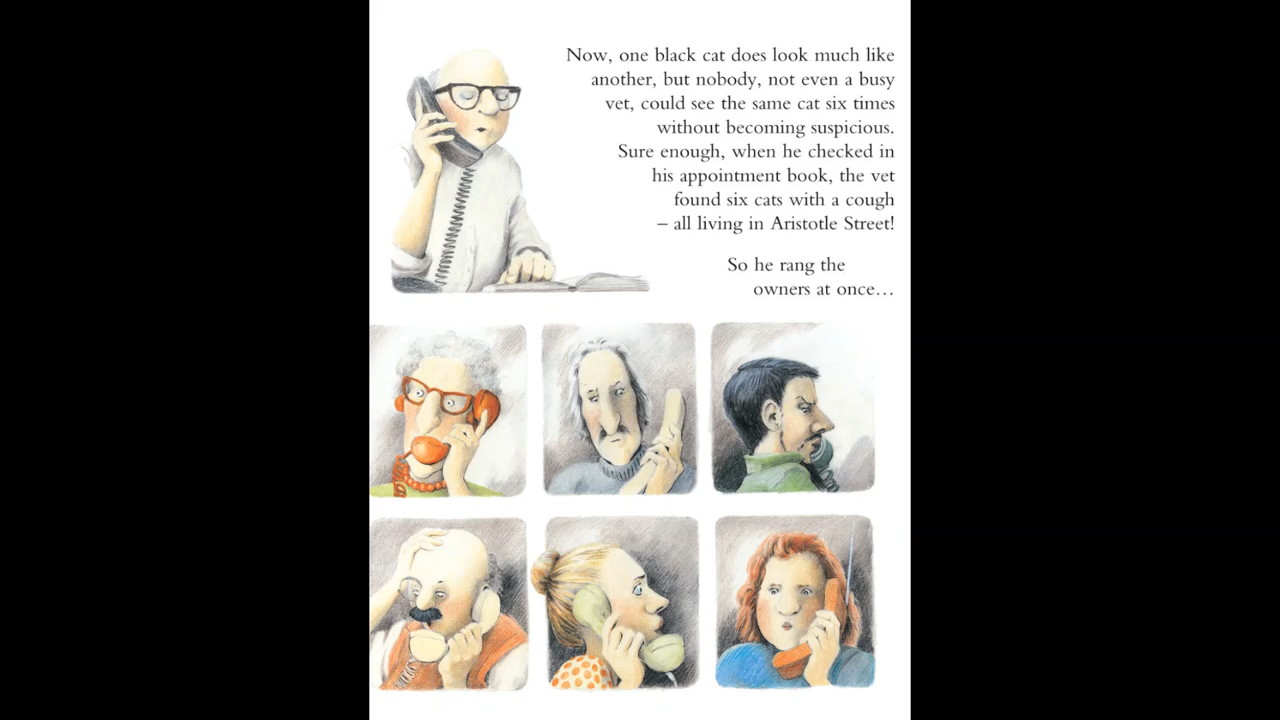 Now, one black cat does look much like
another, but nobody, not even a busy
vet, could see the same cat six times
without becoming suspicious.
Sure enough, when he checked in
his appointment book, the vet
found six cats with a cough
– all living in Aristotle Street!
So he rang the
owners at once…